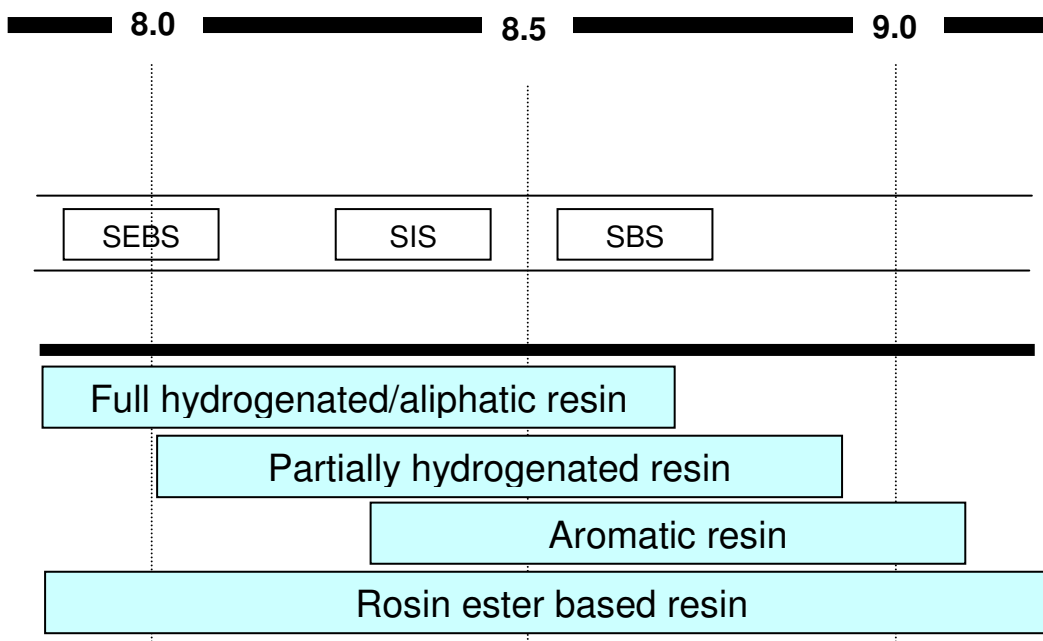 8.0 8.5 9.0
SEBS SIS SBS
Full hydrogenated/aliphatic resin
Partially hydrogenated resin
Aromatic resin
Rosin ester based resin